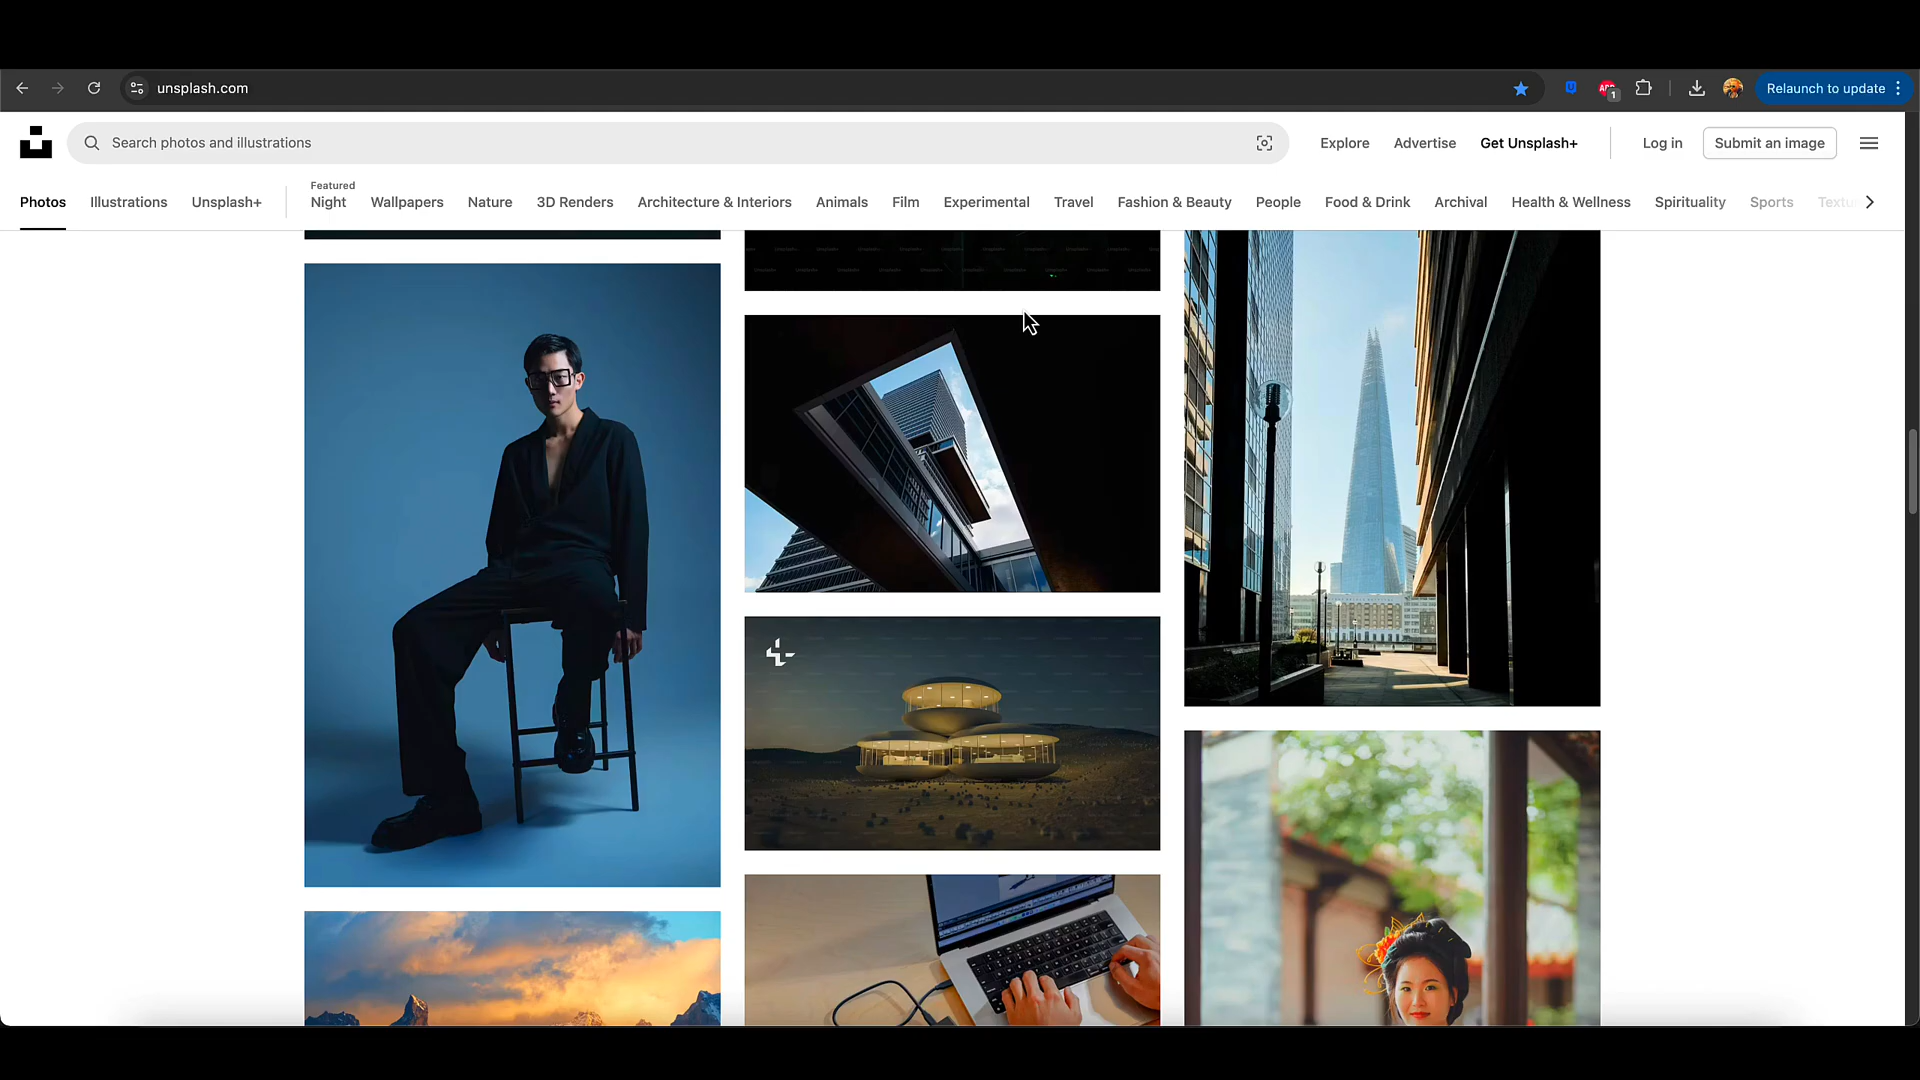 unsplash.com
1
Relaunch to update
Search photos and illustrations
Explore
Advertise
Get Unsplash+
Log in
Submit an image
Photos
Illustrations
Unsplash+
Featured
Night
Wallpapers
Nature
3D Renders
Architecture & Interiors
Animals
Film
Experimental
Travel
Fashion & Beauty
People
Food & Drink
Archival
Health & Wellness
Spirituality
Sports